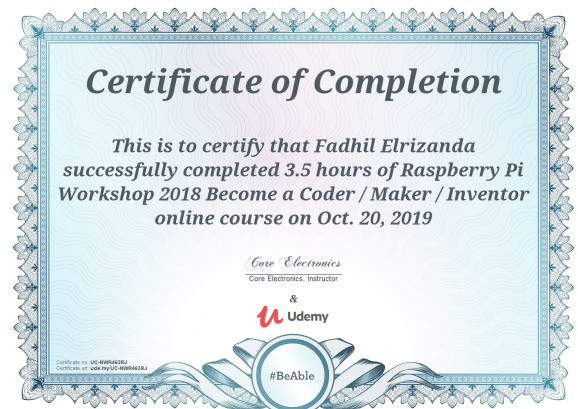 Certificate of Completion
This is to certify that Fadhil Elrizanda
successfully completed 3.5 hours of Raspberry Pi
Workshop 2018 Become a Coder / Maker / Inventor
online course on Oct. 20, 2019
Core Electronics
Core Electronics, Instructor
&
Udemy
Certificate no: UC-NWR463RJ
Certificate url: ude.my/UC-NWR463RJ
#BeAble